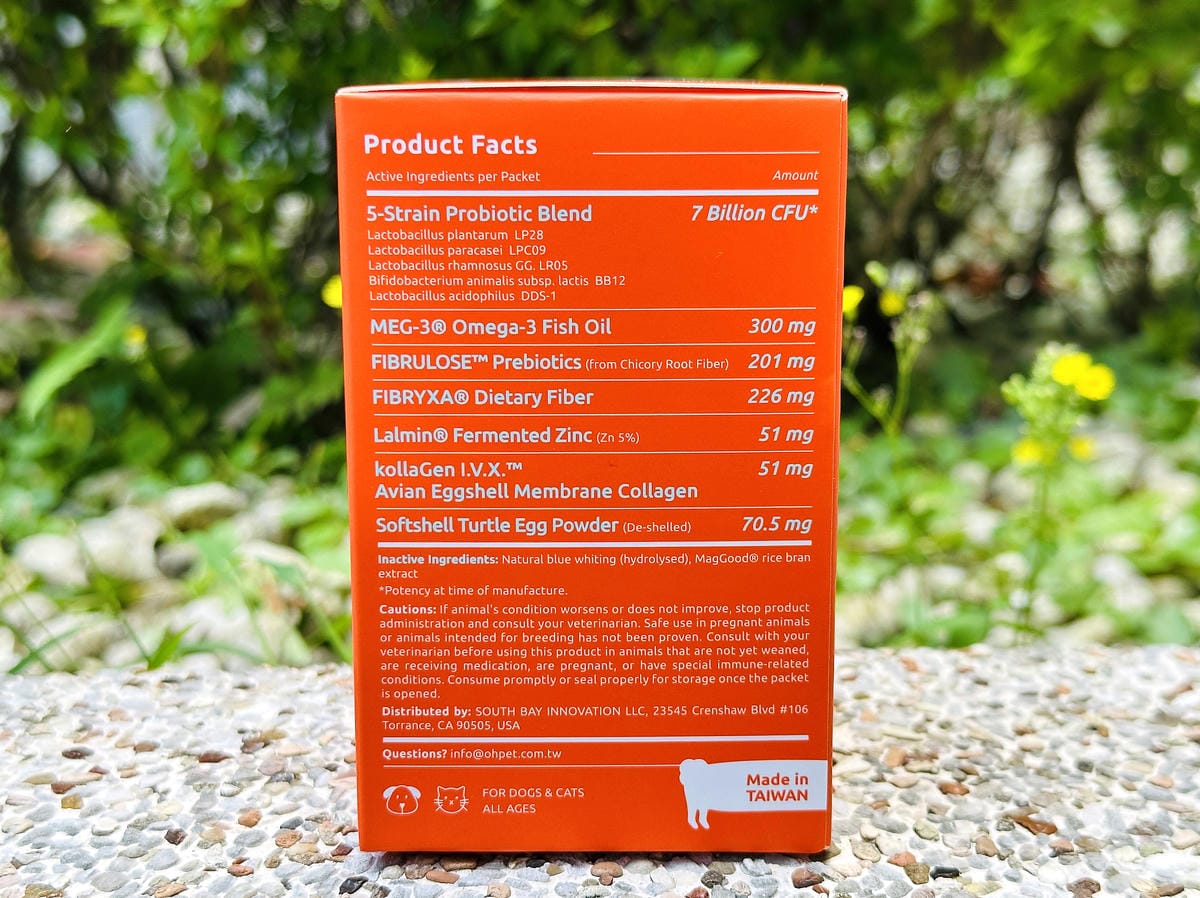 Product Facts
Active Ingredients per Packet Amount
5-Strain Probiotic Blend 7 Billion CFU*
Lactobacillus plantarum LP28
Lactobacillus paracasei LPC09
Lactobacillus rhamnosus GG. LR05
Bifidobacterium animalis subsp. lactis BB12
Lactobacillus acidophilus DDS-1
MEG-3® Omega-3 Fish Oil 300 mg
FIBRULOSE™ Prebiotics (from Chicory Root Fiber) 201 mg
FIBRYXA® Dietary Fiber 226 mg
Lalmin® Fermented Zinc (Zn 5%) 51 mg
kollaGen I.V.X.™ 51 mg
Avian Eggshell Membrane Collagen
Softshell Turtle Egg Powder (De-shelled) 70.5 mg
Inactive Ingredients: Natural blue whiting (hydrolysed), MagGood® rice bran
extract
*Potency at time of manufacture.
Cautions: If animal's condition worsens or does not improve, stop product
administration and consult your veterinarian. Safe use in pregnant animals
or animals intended for breeding has not been proven. Consult with your
veterinarian before using this product in animals that are not yet weaned,
are receiving medication, are pregnant, or have special immune-related
conditions. Consume promptly or seal properly for storage once the packet
is opened.
Distributed by: SOUTH BAY INNOVATION LLC, 23545 Crenshaw Blvd #106
Torrance, CA 90505, USA
Questions? info@ohpet.com.tw
FOR DOGS & CATS
ALL AGES
Made in
TAIWAN